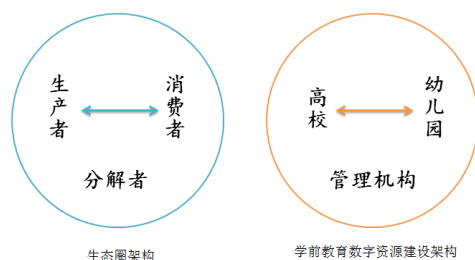 生产者
消费者
分解者
生态圈架构
高校
幼儿园
管理机构
学前教育数字资源建设架构